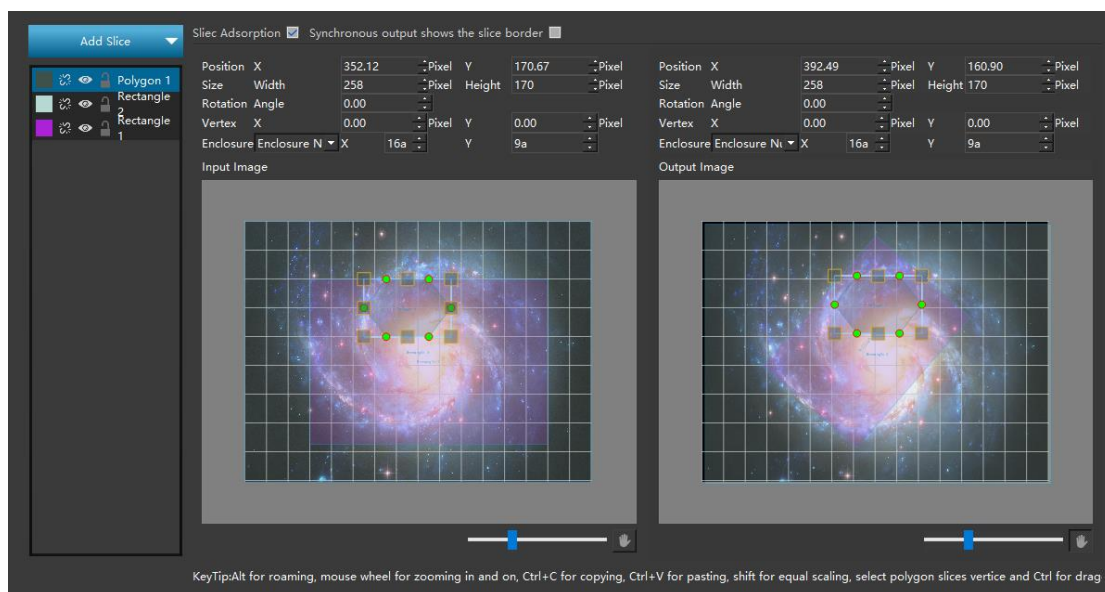 Add Slice
Sliec Adsorption Synchronous output shows the slice border
Polygon 1
Rectangle 2
Rectangle 1
Position X 352.12 Pixel Y 170.67 Pixel
Size Width 258 Pixel Height 170 Pixel
Rotation Angle 0.00
Vertex X 0.00 Pixel Y 0.00 Pixel
Enclosure Enclosure N X 16a Y 9a
Input Image
Position X 392.49 Pixel Y 160.90 Pixel
Size Width 258 Pixel Height 170 Pixel
Rotation Angle 0.00
Vertex X 0.00 Pixel Y 0.00 Pixel
Enclosure Enclosure Nu X 16a Y 9a
Output Image
KeyTip:Alt for roaming, mouse wheel for zooming in and on, Ctrl+C for copying, Ctrl+V for pasting, shift for equal scaling, select polygon slices vertice and Ctrl for drag